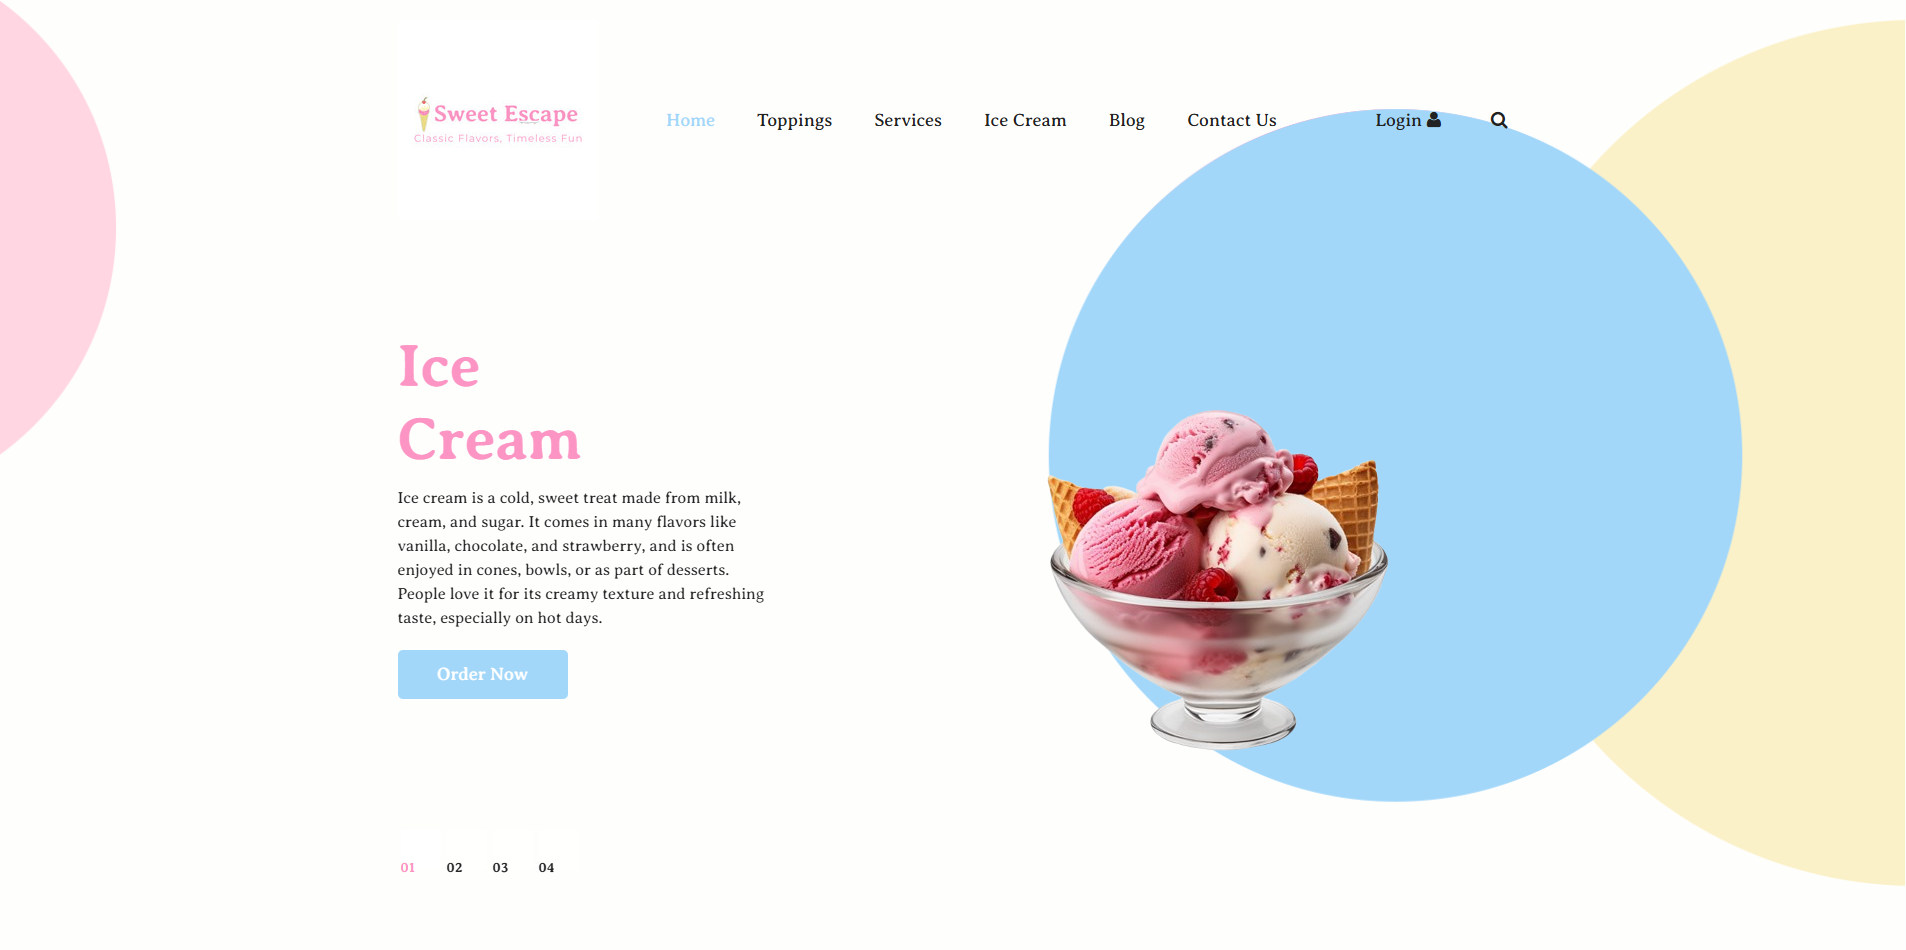 Sweet Escape
Classic Flavors, Timeless Fun
Home Toppings Services Ice Cream Blog Contact Us Login
Ice
Cream
Ice cream is a cold, sweet treat made from milk,
cream, and sugar. It comes in many flavors like
vanilla, chocolate, and strawberry, and is often
enjoyed in cones, bowls, or as part of desserts.
People love it for its creamy texture and refreshing
taste, especially on hot days.
Order Now
01 02 03 04